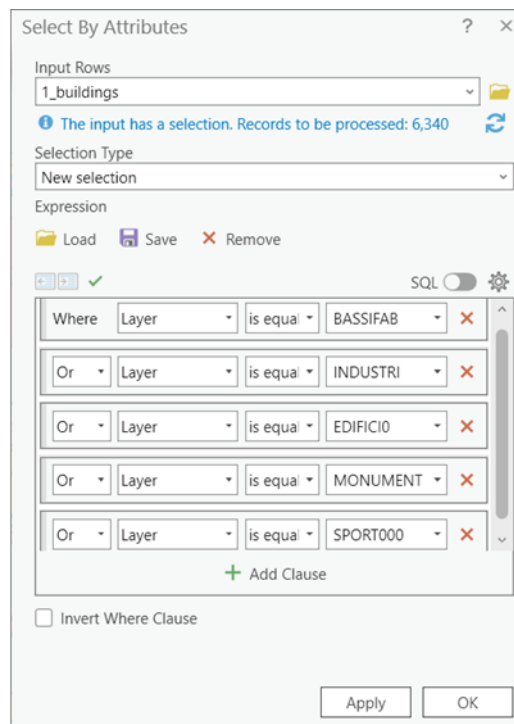 Select By Attributes ? ×
Input Rows
1_buildings
The input has a selection. Records to be processed: 6,340
Selection Type
New selection
Expression
Load Save Remove
SQL
Where Layer is equal BASSIFAB
Or Layer is equal INDUSTRI
Or Layer is equal EDIFICI0
Or Layer is equal MONUMENT
Or Layer is equal SPORT000
+ Add Clause
Invert Where Clause
Apply OK